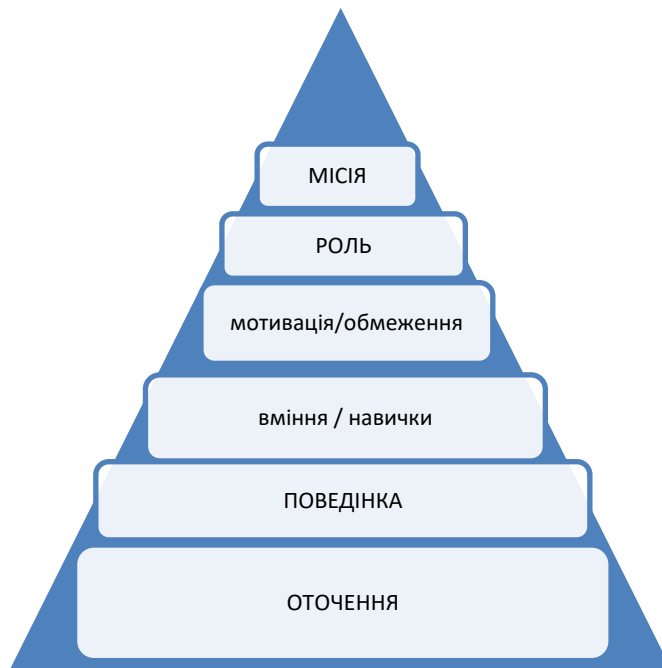 МІСІЯ
РОЛЬ
мотивація/обмеження
вміння / навички
ПОВЕДІНКА
ОТОЧЕННЯ